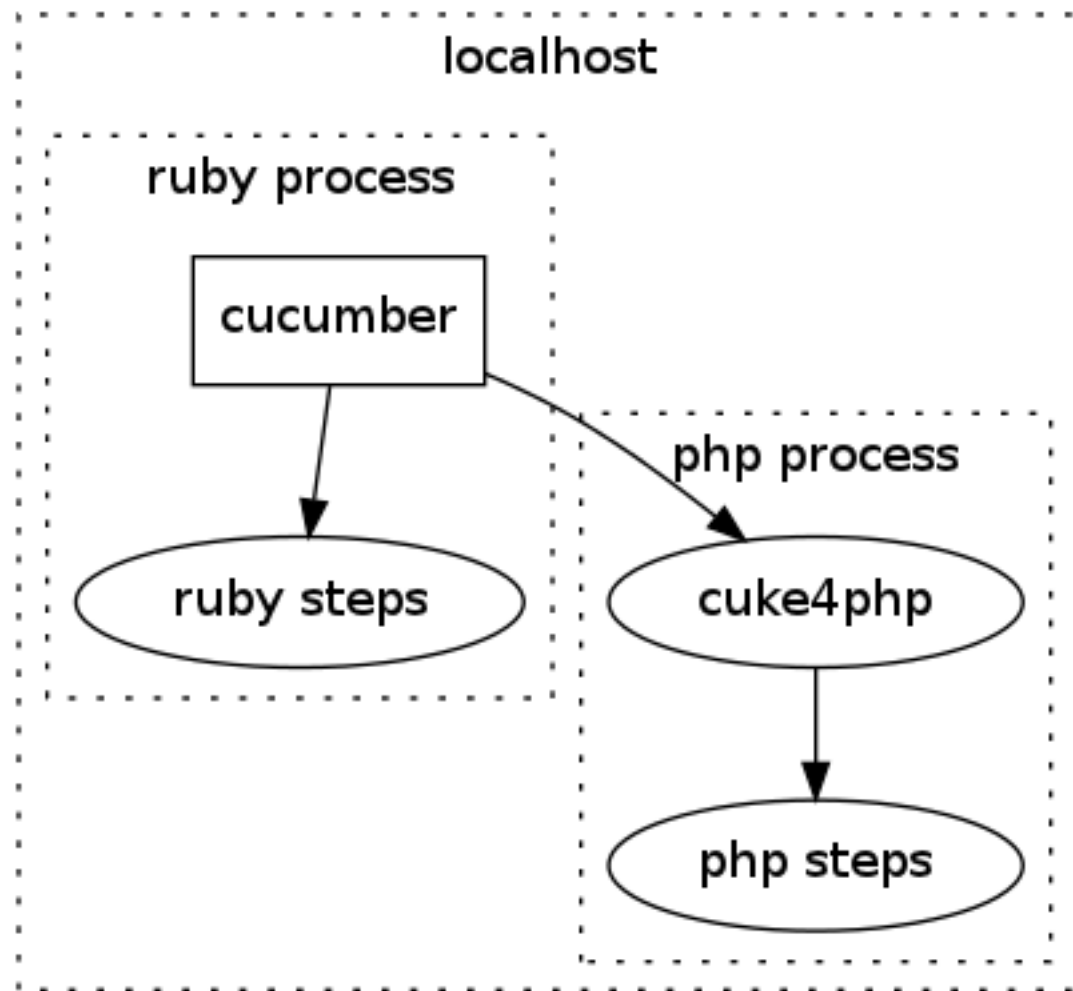 localhost
ruby process
cucumber
php process
ruby steps
cuke4php
php steps